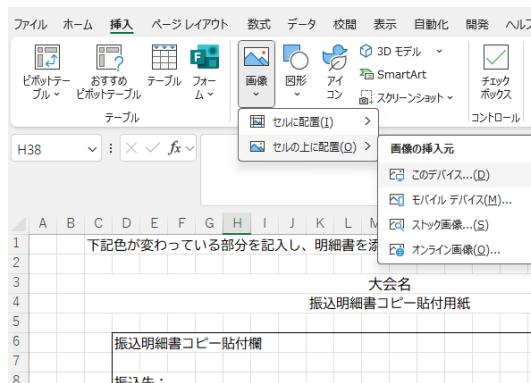 ファイル ホーム 挿入 ページ レイアウト 数式 データ 校閲 表示 自動化 開発 ヘルプ
ピボットテー
ブル
おすすめ
ピボットテーブル
テーブル
フォー
ム
画像
図形
アイ
コン
3D モデル
SmartArt
スクリーンショット
チェック
ボックス
テーブル
コントロール
セルに配置(I)
セルの上に配置(O)
H38
fx
画像の挿入元
このデバイス...(D)
モバイル デバイス(M)...
ストック画像...(S)
オンライン画像(O)...
A B C D E F G H I J K L
1 下記色が変わっている部分を記入し、明細書を
2
3 大会名
4 振込明細書コピー貼付用紙
5
6 振込明細書コピー貼付欄
7
8 振込先：